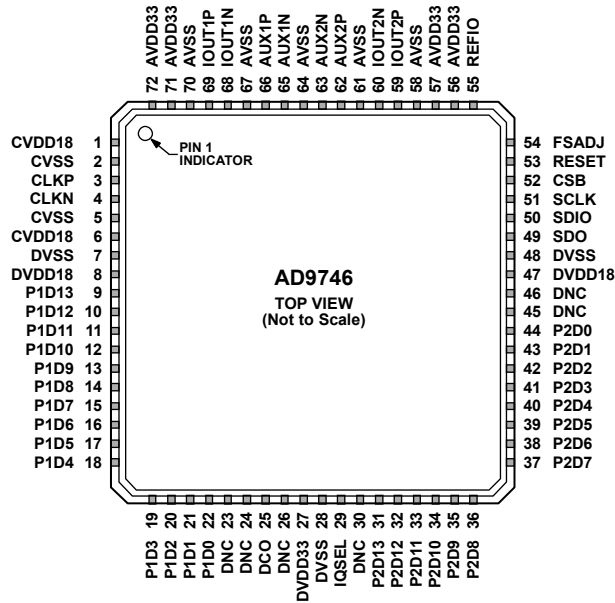 72 AVDD33
71 AVDD33
70 AVSS
69 IOUT1P
68 IOUT1N
67 AVSS
66 AUX1P
65 AUX1N
64 AVSS
63 AUX2N
62 AUX2P
61 AVSS
60 IOUT2N
59 IOUT2P
58 AVSS
57 AVDD33
56 AVDD33
55 REFIO
CVDD18 1
CVSS 2
CLKP 3
CLKN 4
CVSS 5
CVDD18 6
DVSS 7
DVDD18 8
P1D13 9
P1D12 10
P1D11 11
P1D10 12
P1D9 13
P1D8 14
P1D7 15
P1D6 16
P1D5 17
P1D4 18
PIN 1
INDICATOR
AD9746
TOP VIEW
(Not to Scale)
54 FSADJ
53 RESET
52 CSB
51 SCLK
50 SDIO
49 SDO
48 DVSS
47 DVDD18
46 DNC
45 DNC
44 P2D0
43 P2D1
42 P2D2
41 P2D3
40 P2D4
39 P2D5
38 P2D6
37 P2D7
P1D3 19
P1D2 20
P1D1 21
P1D0 22
DNC 23
DNC 24
DCO 25
DNC 26
DVDD33 27
DVSS 28
IQSEL 29
DNC 30
P2D13 31
P2D12 32
P2D11 33
P2D10 34
P2D9 35
P2D8 36